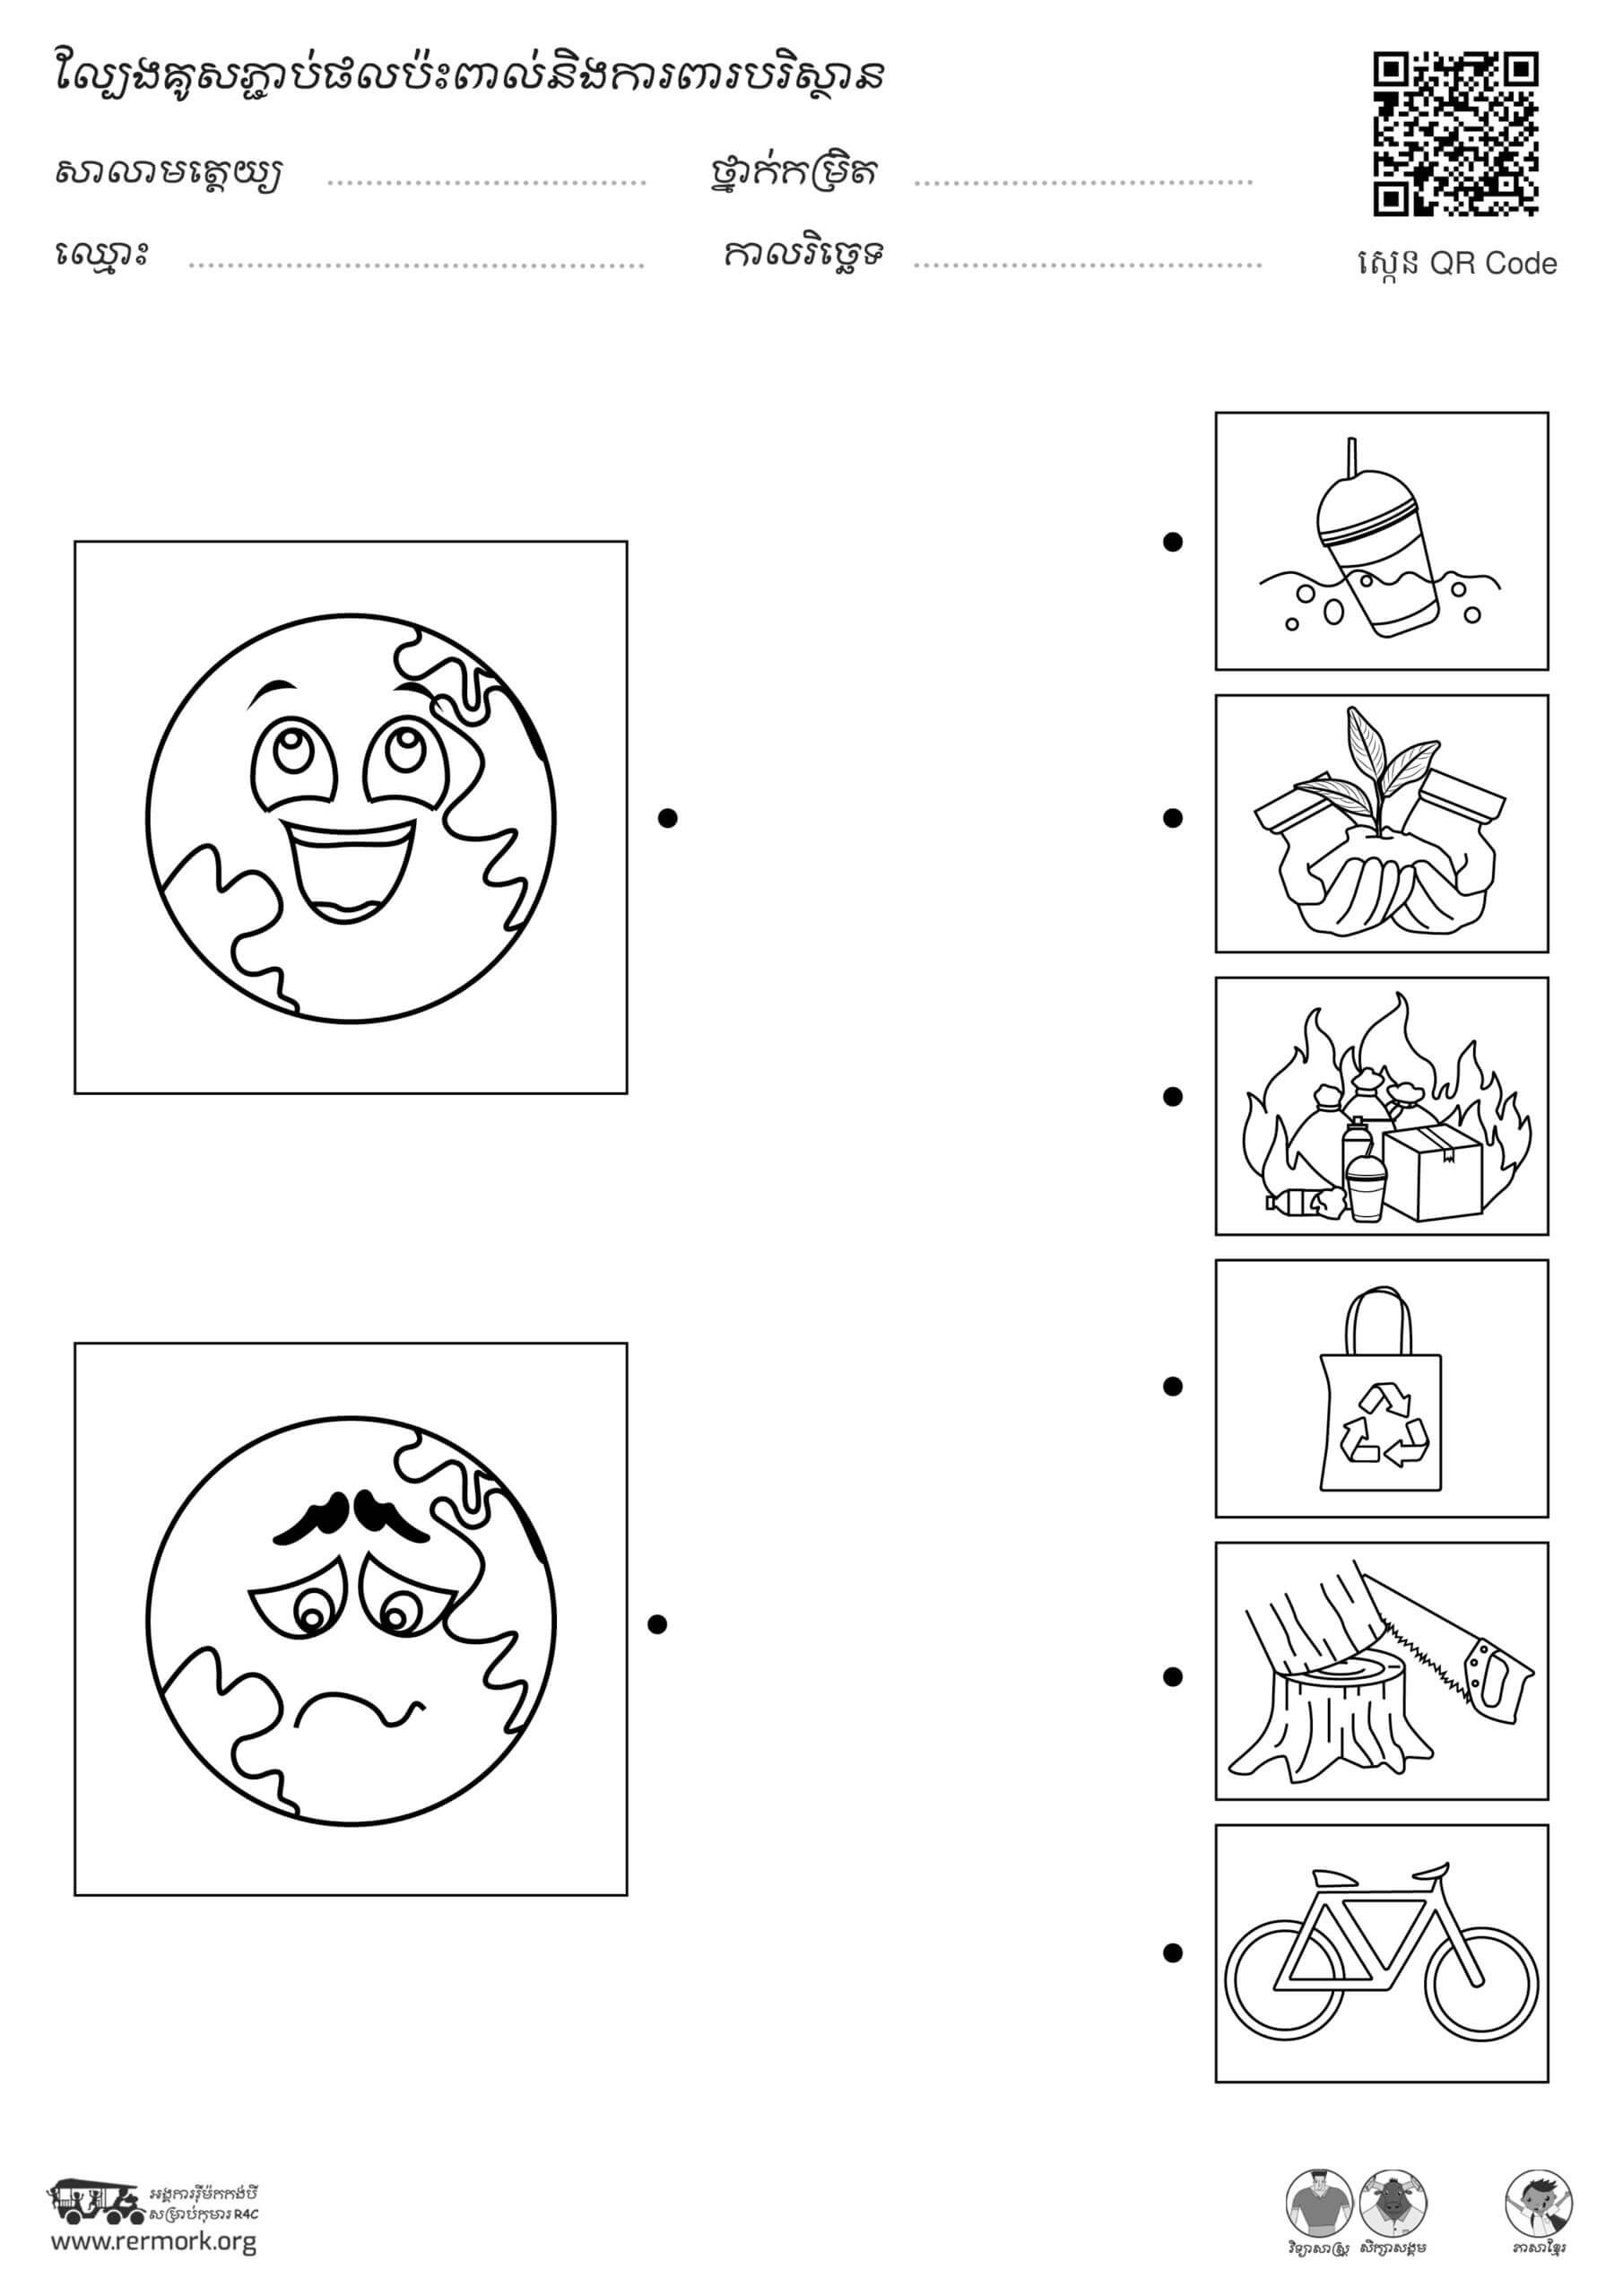 ល្បែងគូសភ្ជាប់ផលប៉ះពាល់និងការពារបរិស្ថាន
សាលាមត្តេយ្យ ........................................ ថ្នាក់កម្រិត ........................................
ឈ្មោះ ........................................ កាលរិច្ឆេទ ........................................
ស្កេន QR Code
អង្គការរ៉ឺម៉កកង់បី
សម្រាប់កុមារ R4C
www.rermork.org
វិទ្យាសាស្ត្រ សិក្សាសង្គម ភាសាខ្មែរ